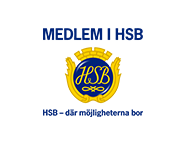 MEDLEM I HSB
HSB
HSB – där möjligheterna bor